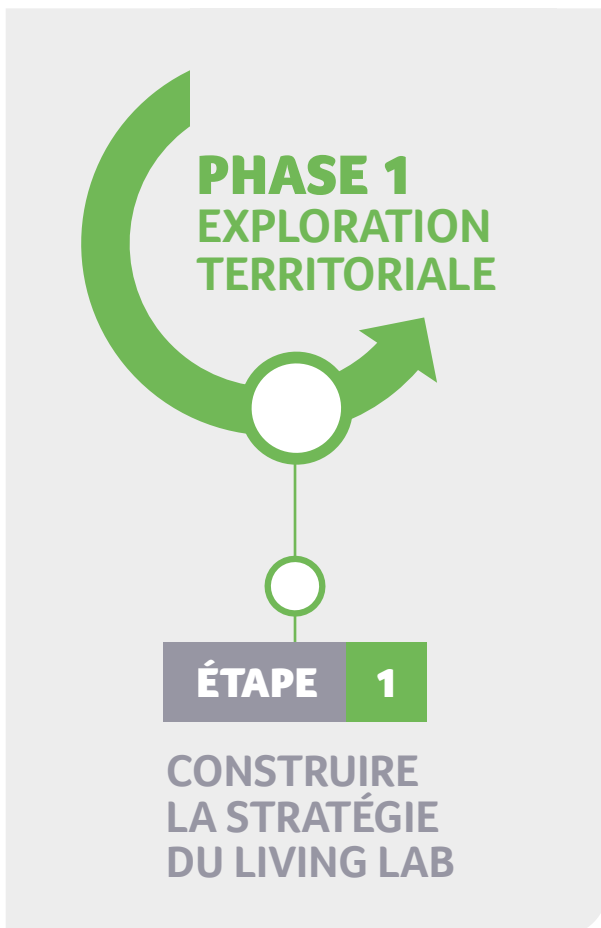 PHASE 1
EXPLORATION
TERRITORIALE
ÉTAPE 1
CONSTRUIRE
LA STRATÉGIE
DU LIVING LAB